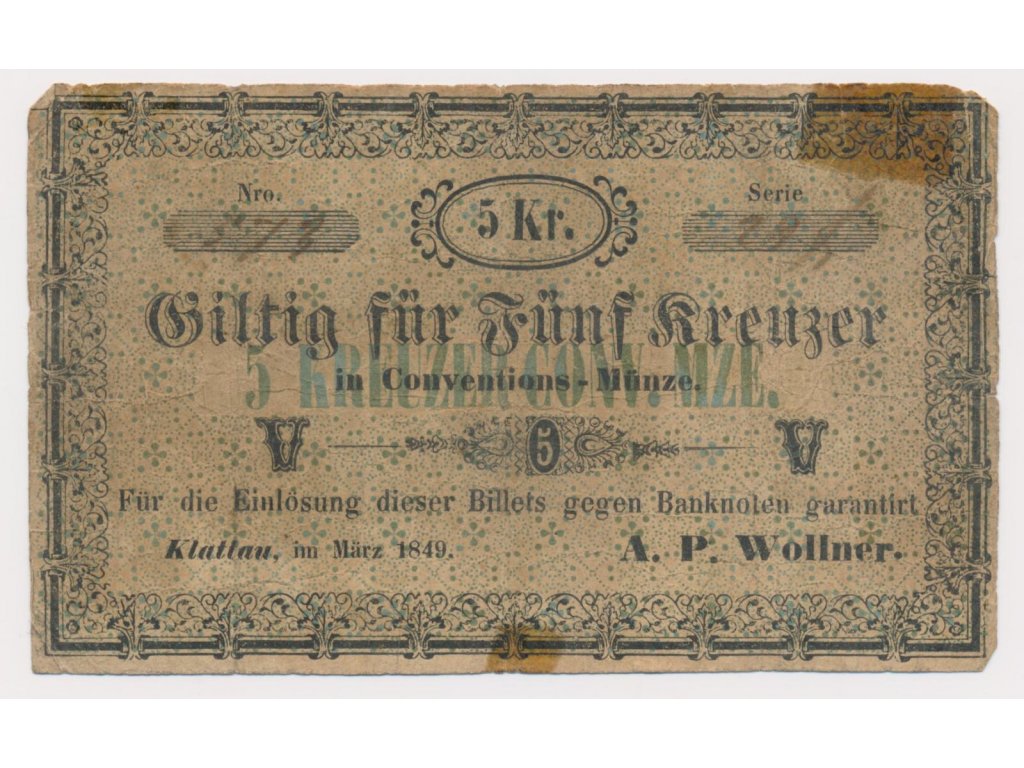 Nro. 5 Kr. Serie
Giltig für Fünf Kreuzer
5 KREUZER CONV. MZE.
in Conventions-Münze.
V 5 V
Für die Einlösung dieser Billets gegen Banknoten garantirt
Klattau, im März 1849. A. P. Wollner.